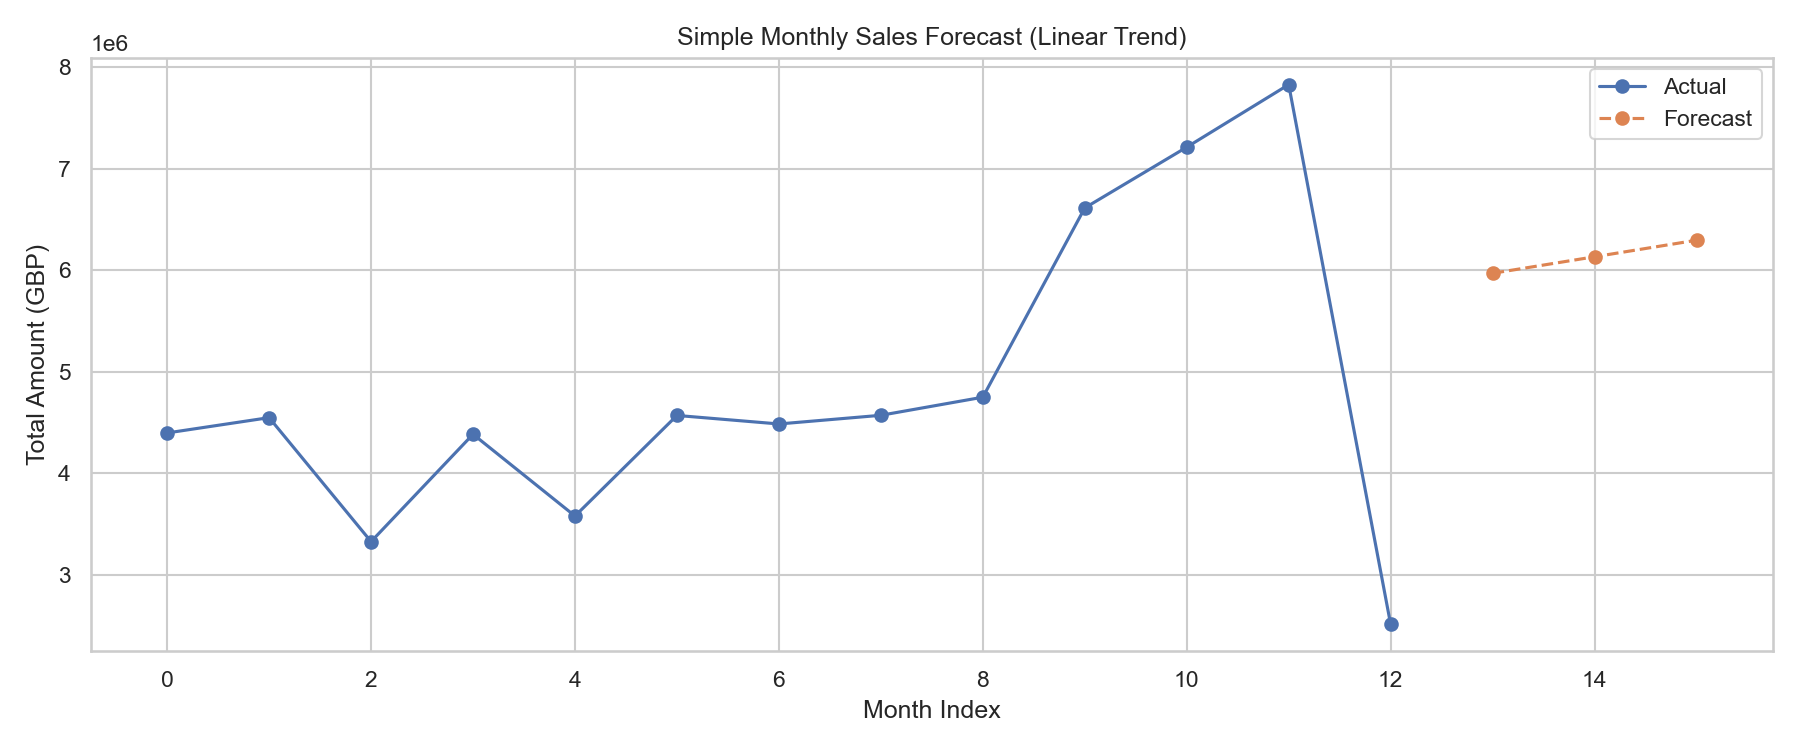 Simple Monthly Sales Forecast (Linear Trend)
1e6
8
7
6
5
4
3
Total Amount (GBP)
Actual
Forecast
0 2 4 6 8 10 12 14
Month Index